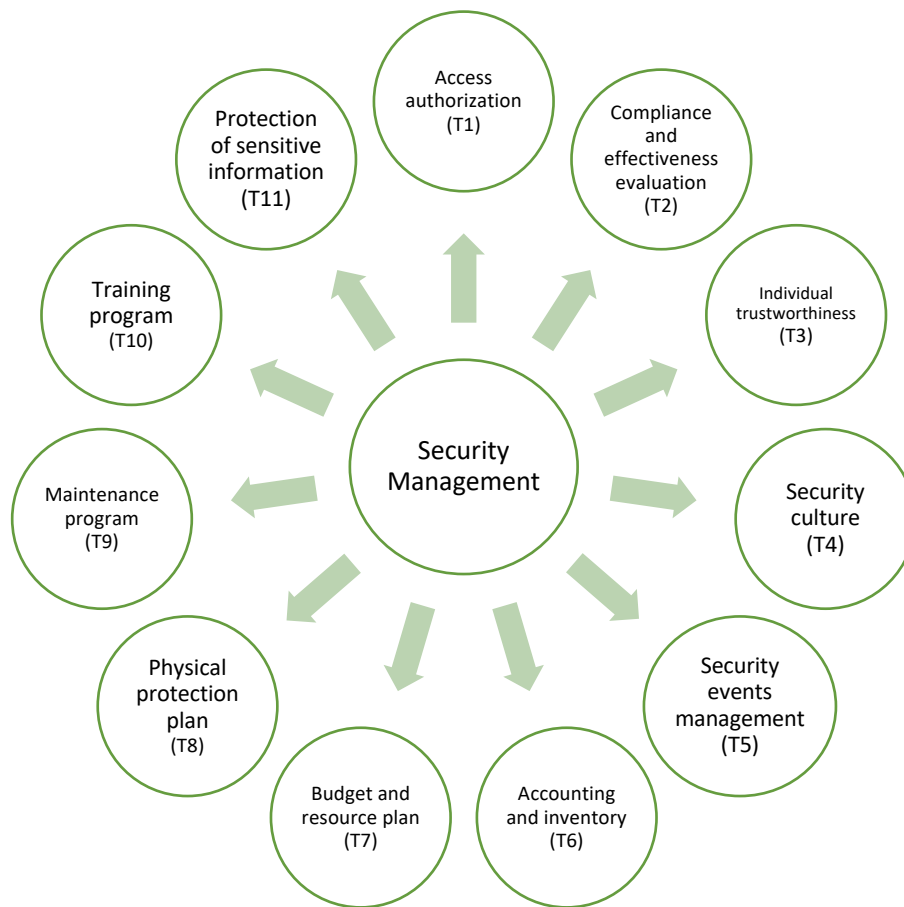 Access
authorization
(T1)
Compliance
and
effectiveness
evaluation
(T2)
Individual
trustworthiness
(T3)
Security
culture
(T4)
Security
events
management
(T5)
Accounting
and inventory
(T6)
Budget and
resource plan
(T7)
Physical
protection
plan
(T8)
Maintenance
program
(T9)
Training
program
(T10)
Protection
of sensitive
information
(T11)
Security
Management